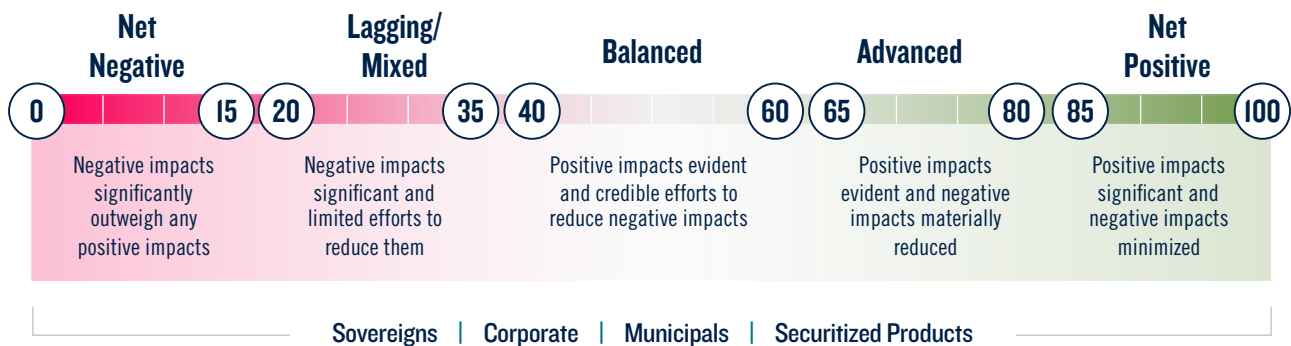 Net
Negative
Lagging/
Mixed
Balanced
Advanced
Net
Positive
0 15 20 35 40 60 65 80 85 100
Negative impacts
significantly
outweigh any
positive impacts
Negative impacts
significant and
limited efforts to
reduce them
Positive impacts evident
and credible efforts to
reduce negative impacts
Positive impacts
evident and negative
impacts materially
reduced
Positive impacts
significant and
negative impacts
minimized
Sovereigns | Corporate | Municipals | Securitized Products